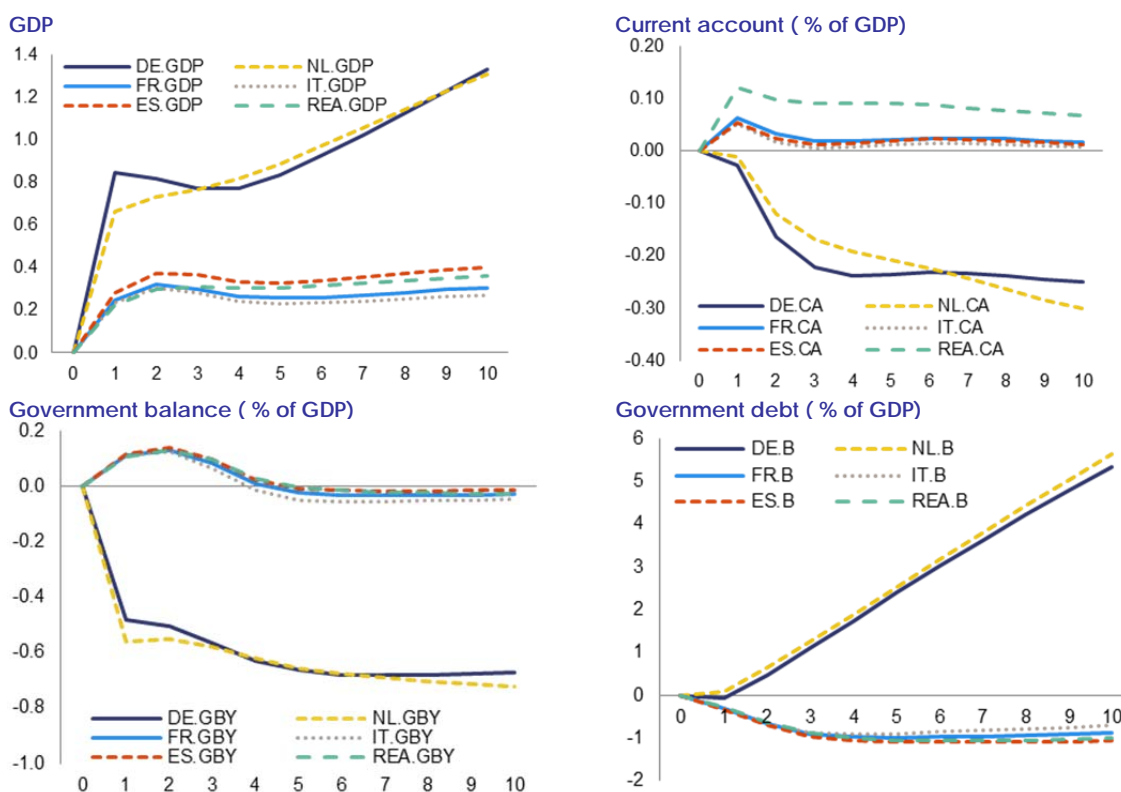 GDP
1.4
1.2
1.0
0.8
0.6
0.4
0.2
0.0
DE.GDP NL.GDP
FR.GDP IT.GDP
ES.GDP REA.GDP
0 1 2 3 4 5 6 7 8 9 10
Current account ( % of GDP)
0.20
0.10
0.00
-0.10
-0.20
-0.30
-0.40
DE.CA NL.CA
FR.CA IT.CA
ES.CA REA.CA
0 1 2 3 4 5 6 7 8 9 10
Government balance ( % of GDP)
0.2
0.0
-0.2
-0.4
-0.6
-0.8
-1.0
DE.GBY NL.GBY
FR.GBY IT.GBY
ES.GBY REA.GBY
0 1 2 3 4 5 6 7 8 9 10
Government debt ( % of GDP)
6
5
4
3
2
1
0
-1
-2
DE.B NL.B
FR.B IT.B
ES.B REA.B
0 1 2 3 4 5 6 7 8 9 10